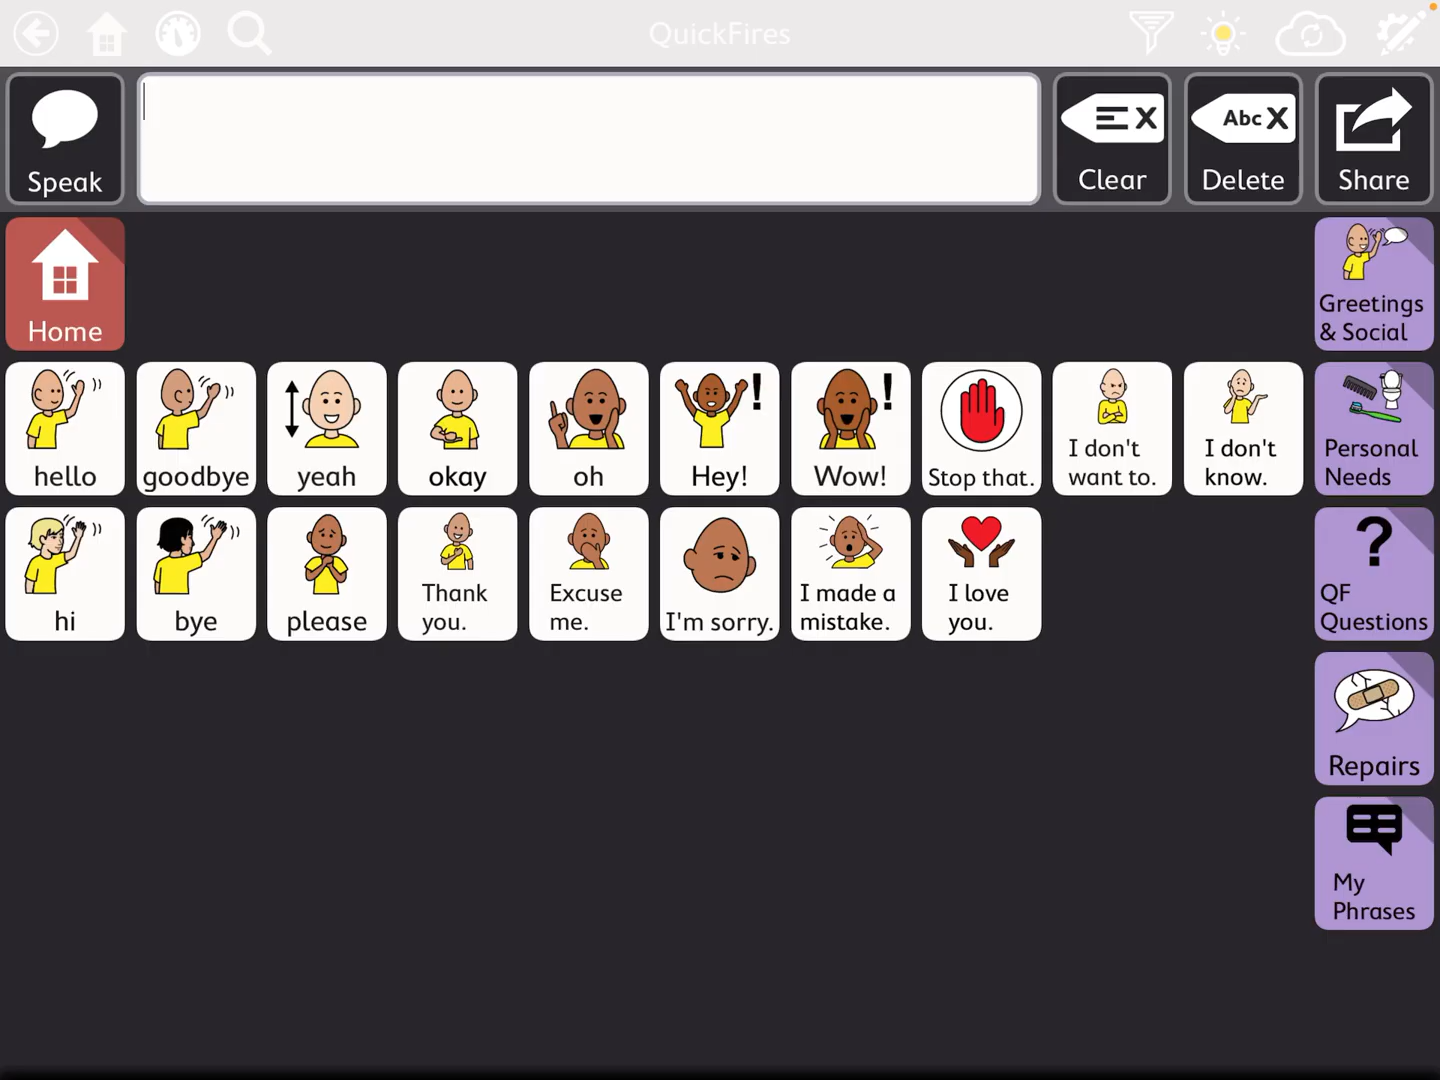 QuickFires
Speak
Abc
Clear
Delete
Share
Home
Greetings
& Social
hello
goodbye
yeah
okay
oh
!
Hey!
!
Wow!
Stop that.
I don't
want to.
I don't
know.
Personal
Needs
hi
bye
please
Thank
you.
Excuse
me.
I'm sorry.
I made a
mistake.
I love
you.
?
QF
Questions
Repairs
My
Phrases